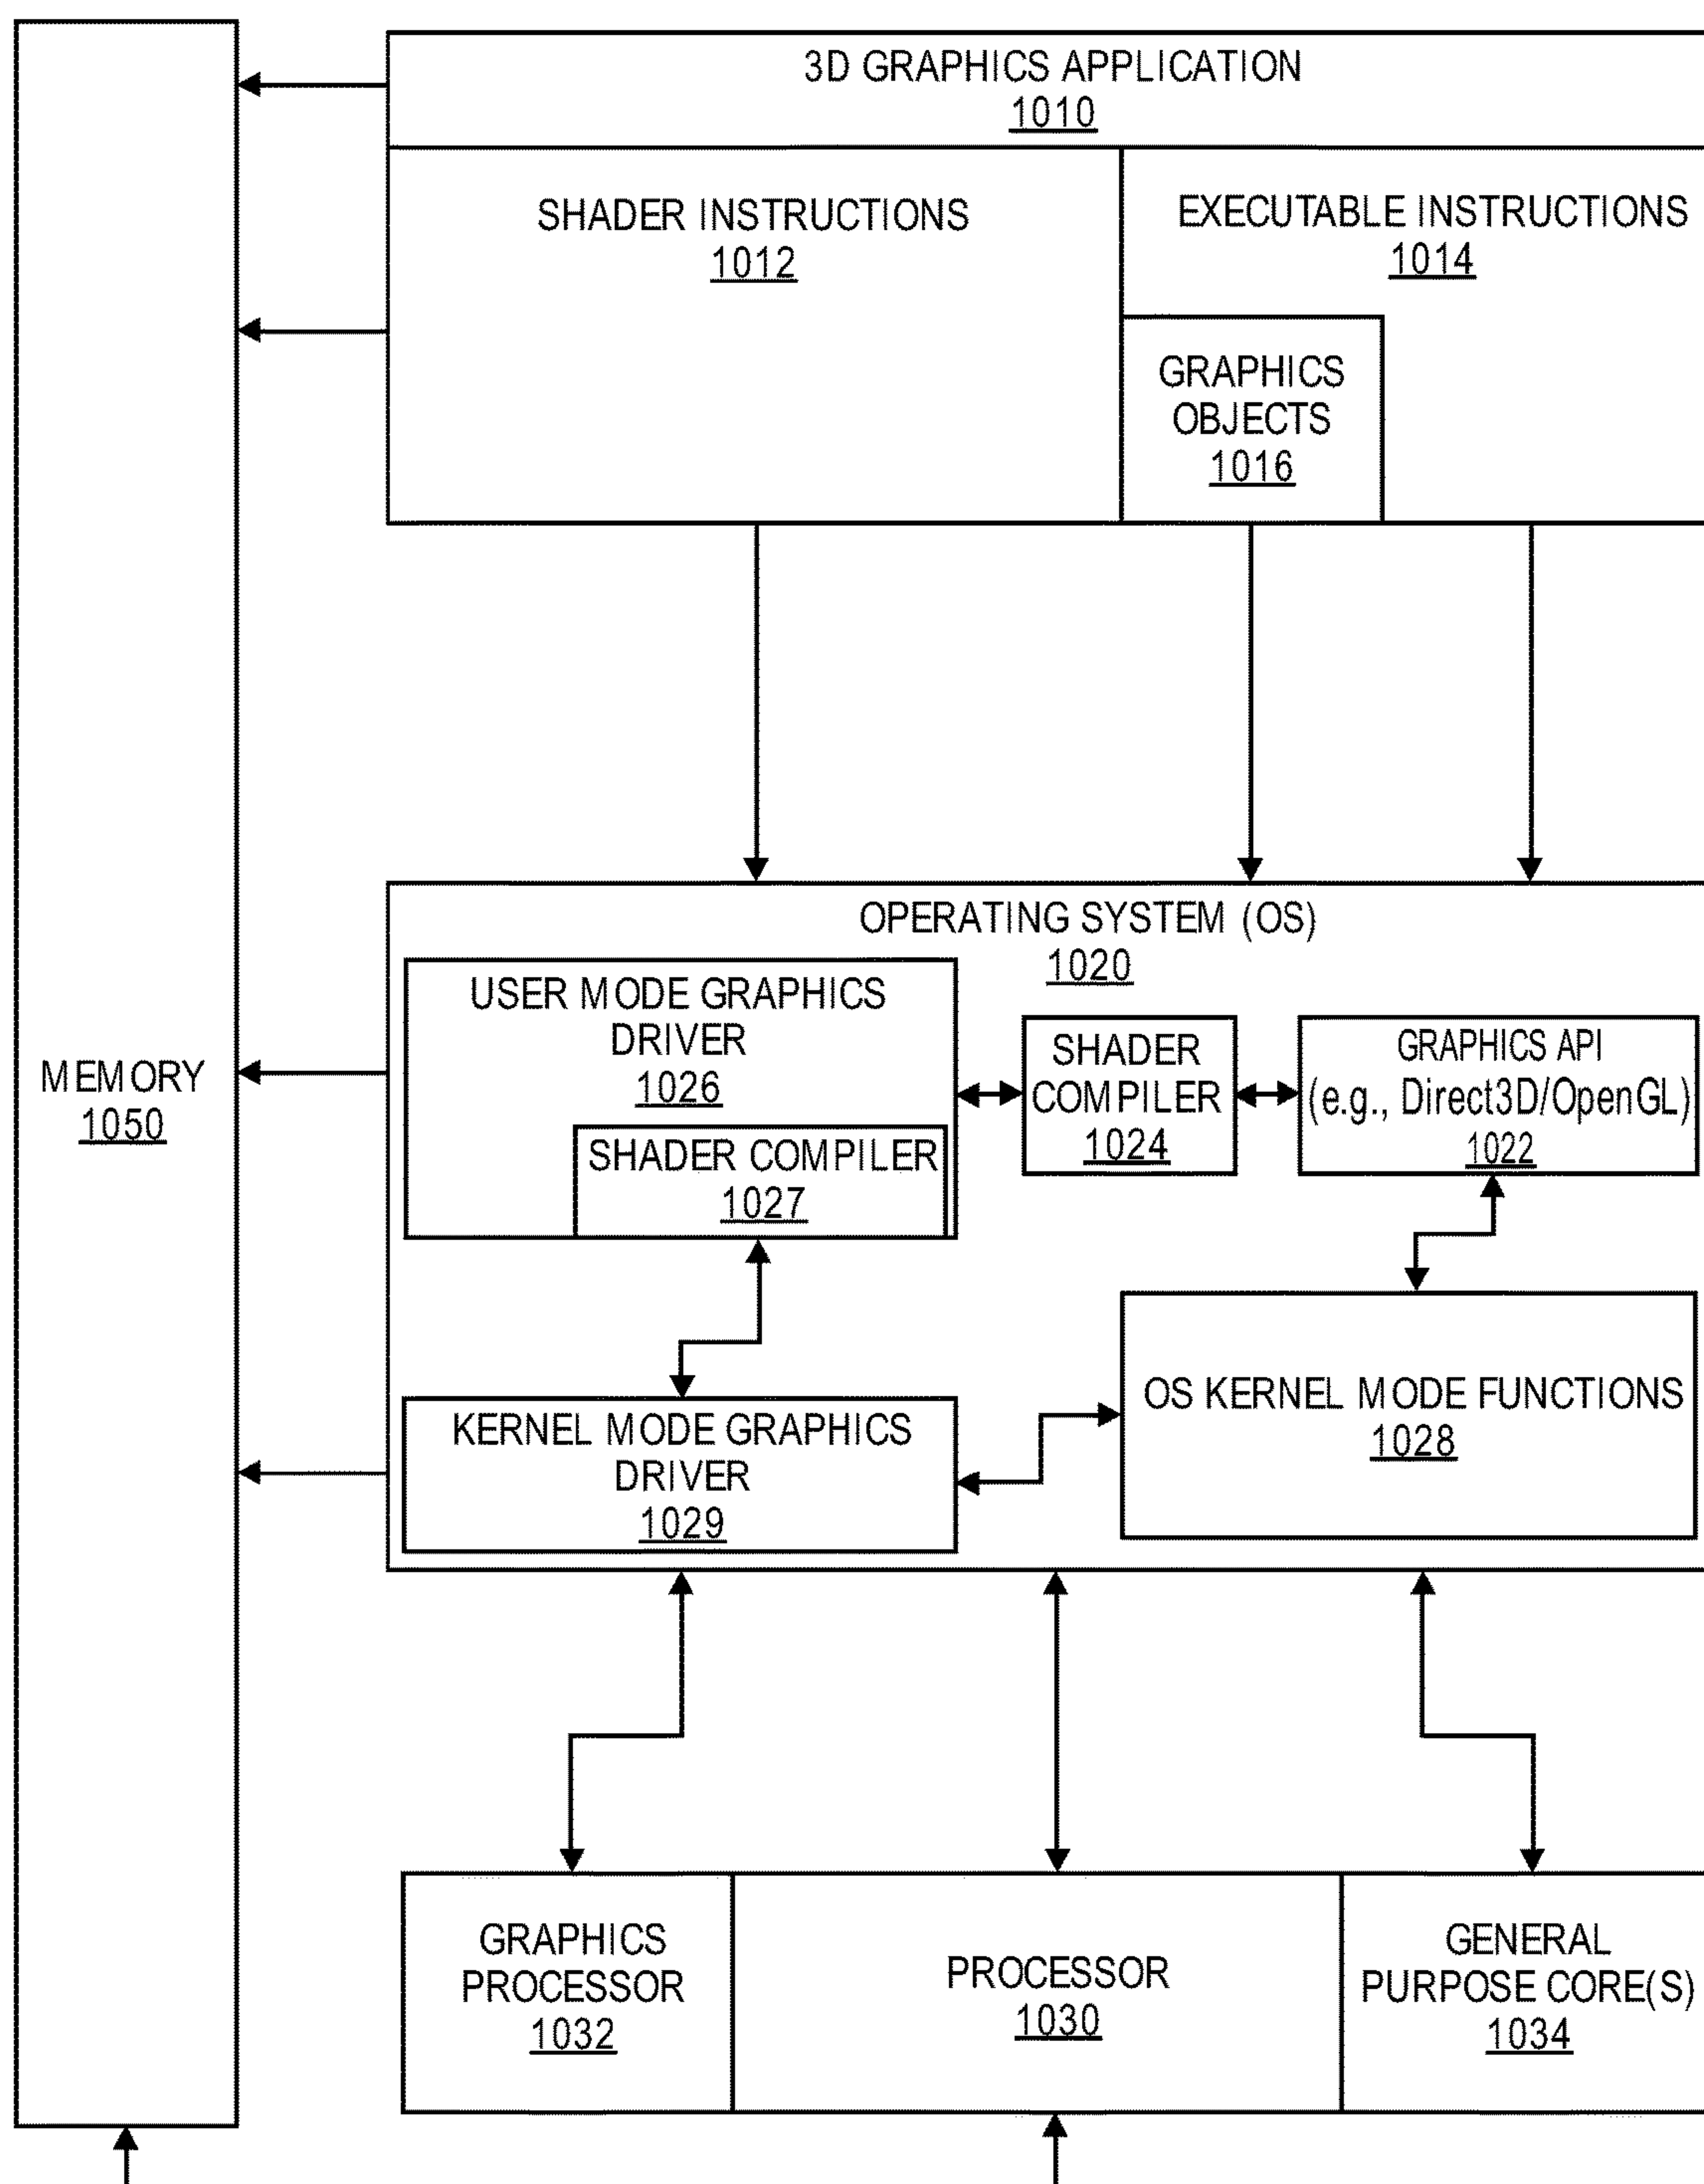 3D GRAPHICS APPLICATION
1010
SHADER INSTRUCTIONS
1012
EXECUTABLE INSTRUCTIONS
1014
GRAPHICS
OBJECTS
1016
MEMORY
1050
OPERATING SYSTEM (OS)
1020
USER MODE GRAPHICS
DRIVER
1026
SHADER COMPILER
1027
SHADER
COMPILER
1024
GRAPHICS API
(e.g., Direct3D/OpenGL)
1022
KERNEL MODE GRAPHICS
DRIVER
1029
OS KERNEL MODE FUNCTIONS
1028
GRAPHICS
PROCESSOR
1032
PROCESSOR
1030
GENERAL
PURPOSE CORE(S)
1034